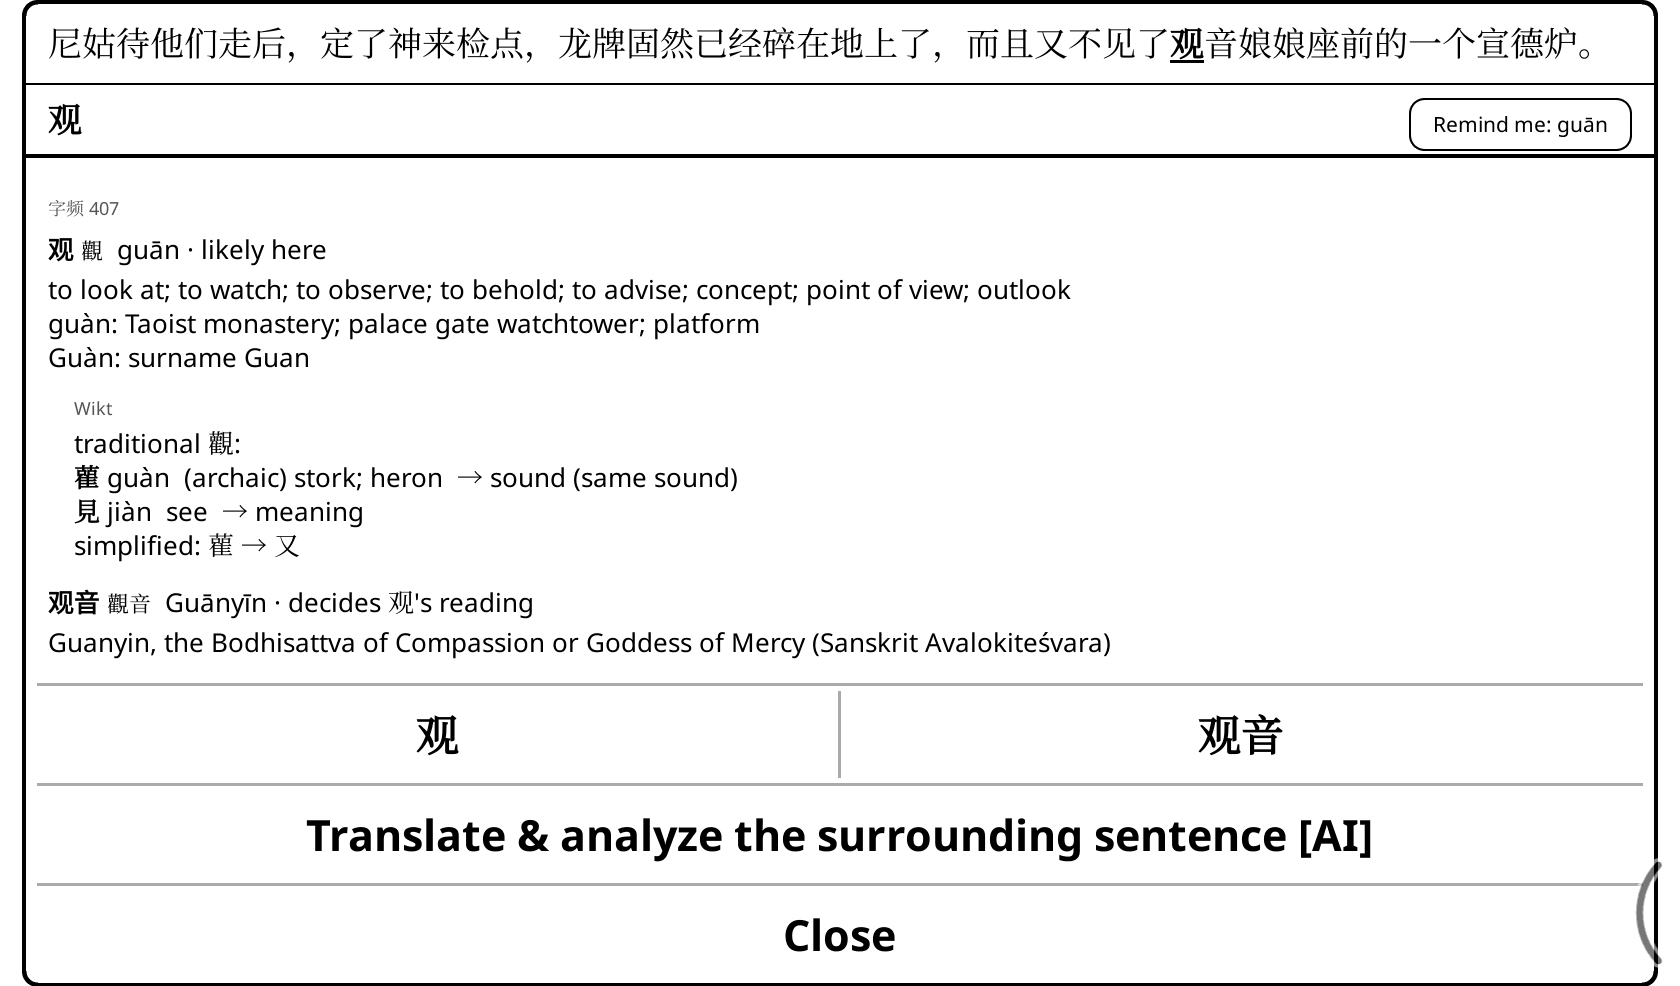 尼姑待他们走后，定了神来检点，龙牌固然已经碎在地上了，而且又不见了观音娘娘座前的一个宣德炉。
观
Remind me: guān
字频 407
观 觀 guān · likely here
to look at; to watch; to observe; to behold; to advise; concept; point of view; outlook
guàn: Taoist monastery; palace gate watchtower; platform
Guàn: surname Guan
Wikt
traditional 觀:
雚 guàn (archaic) stork; heron → sound (same sound)
見 jiàn see → meaning
simplified: 雚 → 又
观音 觀音 Guānyīn · decides 观's reading
Guanyin, the Bodhisattva of Compassion or Goddess of Mercy (Sanskrit Avalokiteśvara)
观
观音
Translate & analyze the surrounding sentence [AI]
Close